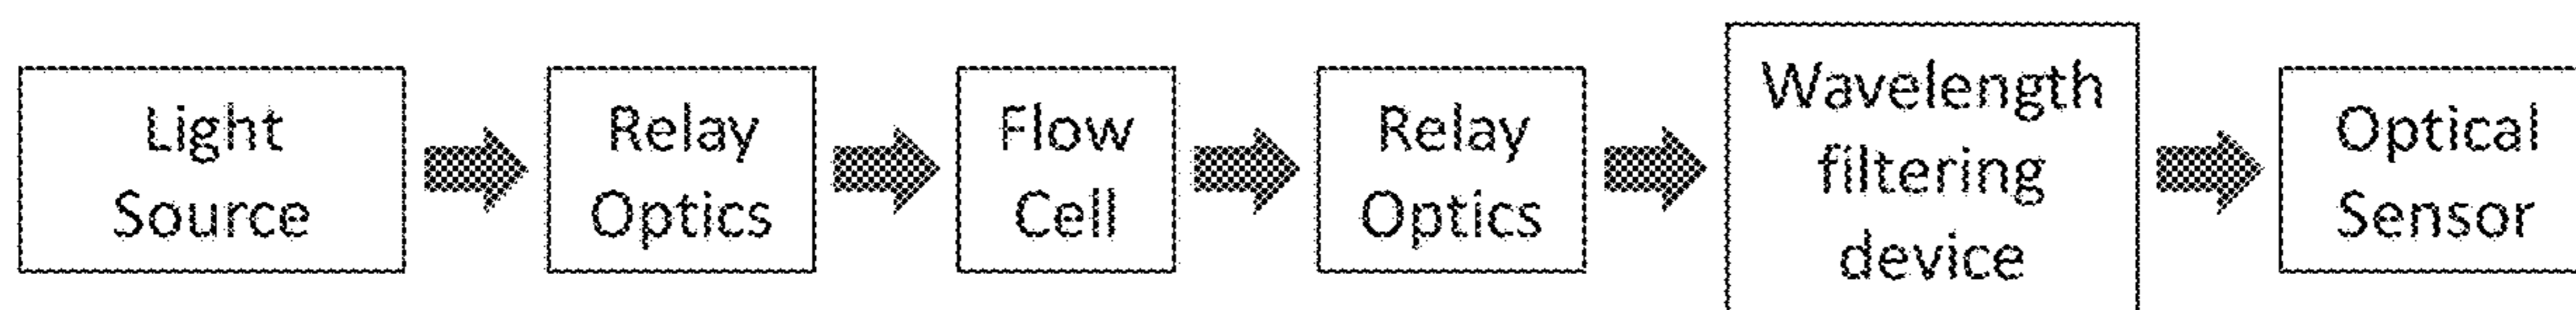 Light
Source
Relay
Optics
Flow
Cell
Relay
Optics
Wavelength
filtering
device
Optical
Sensor